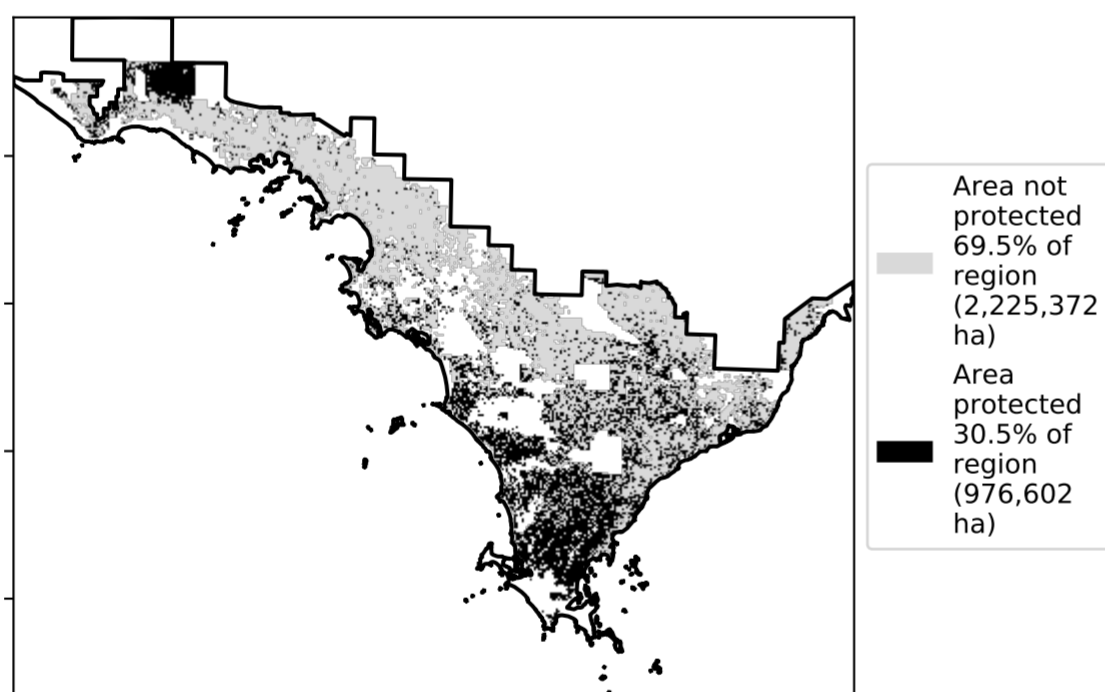 Area not
protected
69.5% of
region
(2,225,372
ha)
Area
protected
30.5% of
region
(976,602
ha)